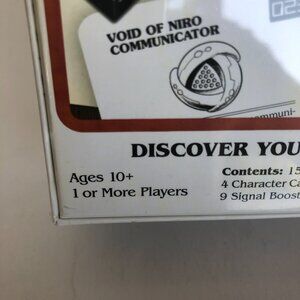 VOID OF NIRO
COMMUNICATOR
DISCOVER YOU
Ages 10+
1 or More Players
Contents: 15
4 Character Ca
9 Signal Boost